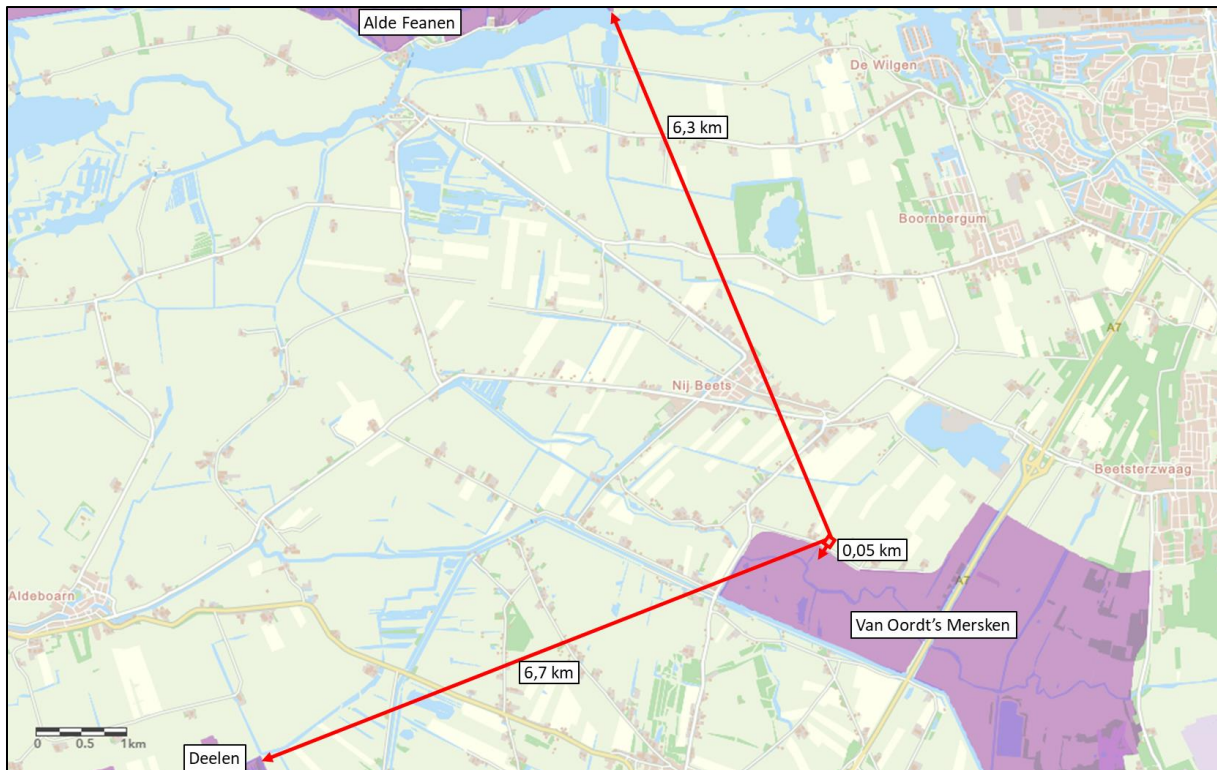 Alde Feanen
De Wilgen
6,3 km
Boornbergum
A7
Nij Beets
Beetsterzwaag
0,05 km
A7
Aldeboarn
Van Oordt's Mersken
6,7 km
0 0.5 1km
Deelen